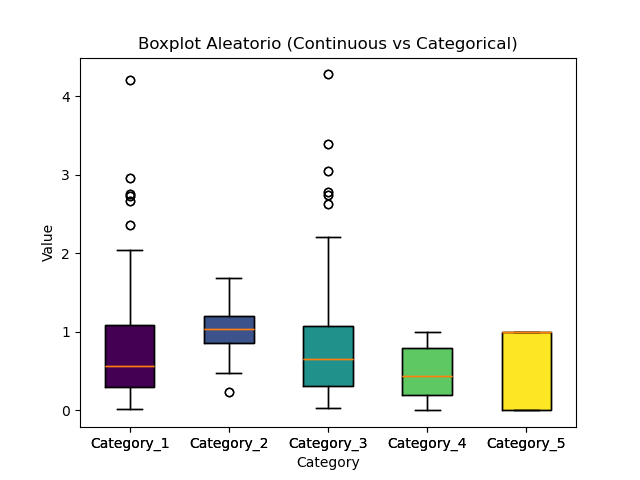 Boxplot Aleatorio (Continuous vs Categorical)
4
3
2
1
0
Value
Category_1 Category_2 Category_3 Category_4 Category_5
Category